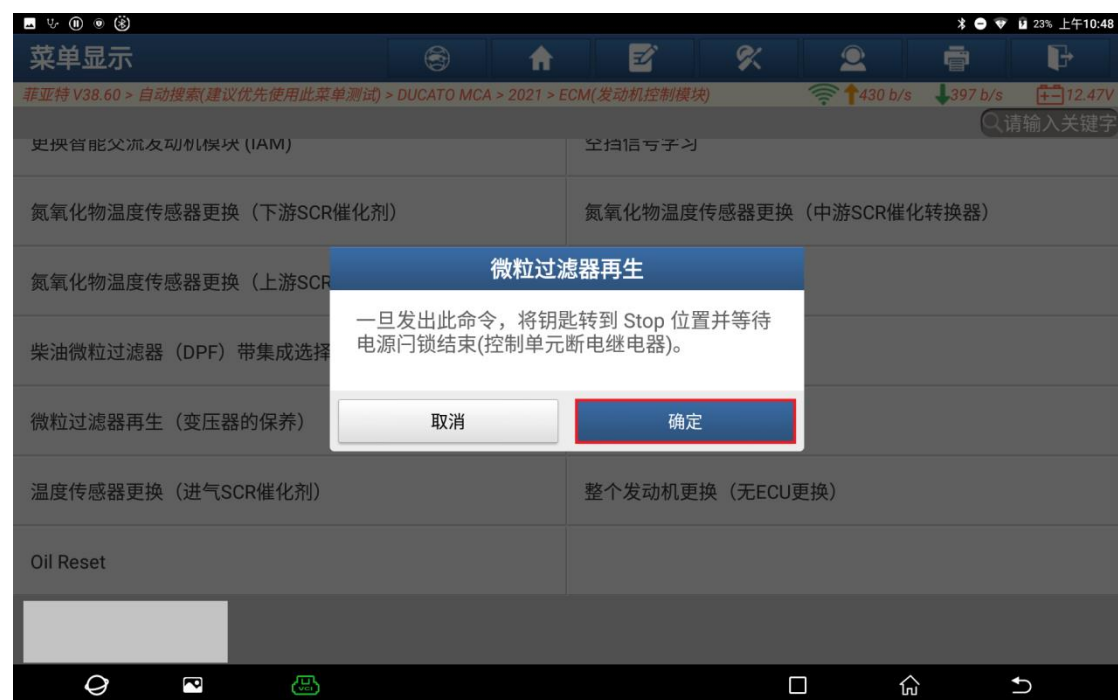 23% 上午10:48
菜单显示
菲亚特 V38.60 > 自动搜索(建议优先使用此菜单测试) > DUCATO MCA > 2021 > ECM(发动机控制模块)
430 b/s
397 b/s
12.47V
请输入关键字
更换智能交流发动机模块 (IAM)
空挡信号学习
氮氧化物温度传感器更换（下游SCR催化剂）
氮氧化物温度传感器更换（中游SCR催化转换器）
氮氧化物温度传感器更换（上游SCR
柴油微粒过滤器（DPF）带集成选择
微粒过滤器再生（变压器的保养）
温度传感器更换（进气SCR催化剂）
整个发动机更换（无ECU更换）
Oil Reset
微粒过滤器再生
一旦发出此命令，将钥匙转到 Stop 位置并等待
电源闩锁结束(控制单元断电继电器)。
取消
确定
VCI